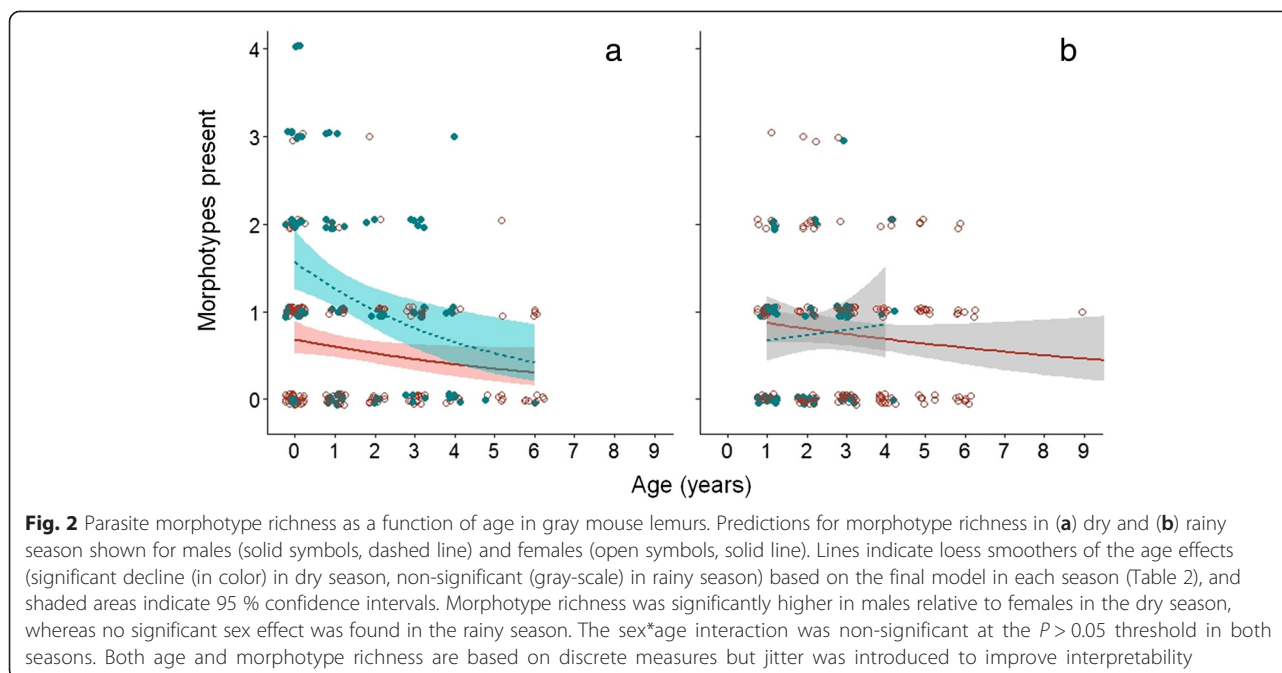 a
b
4
3
2
1
0
Morphotypes present
0 1 2 3 4 5 6 7 8 9
0 1 2 3 4 5 6 7 8 9
Age (years)
Fig. 2 Parasite morphotype richness as a function of age in gray mouse lemurs. Predictions for morphotype richness in (a) dry and (b) rainy
season shown for males (solid symbols, dashed line) and females (open symbols, solid line). Lines indicate loess smoothers of the age effects
(significant decline (in color) in dry season, non-significant (gray-scale) in rainy season) based on the final model in each season (Table 2), and
shaded areas indicate 95 % confidence intervals. Morphotype richness was significantly higher in males relative to females in the dry season,
whereas no significant sex effect was found in the rainy season. The sex*age interaction was non-significant at the P > 0.05 threshold in both
seasons. Both age and morphotype richness are based on discrete measures but jitter was introduced to improve interpretability